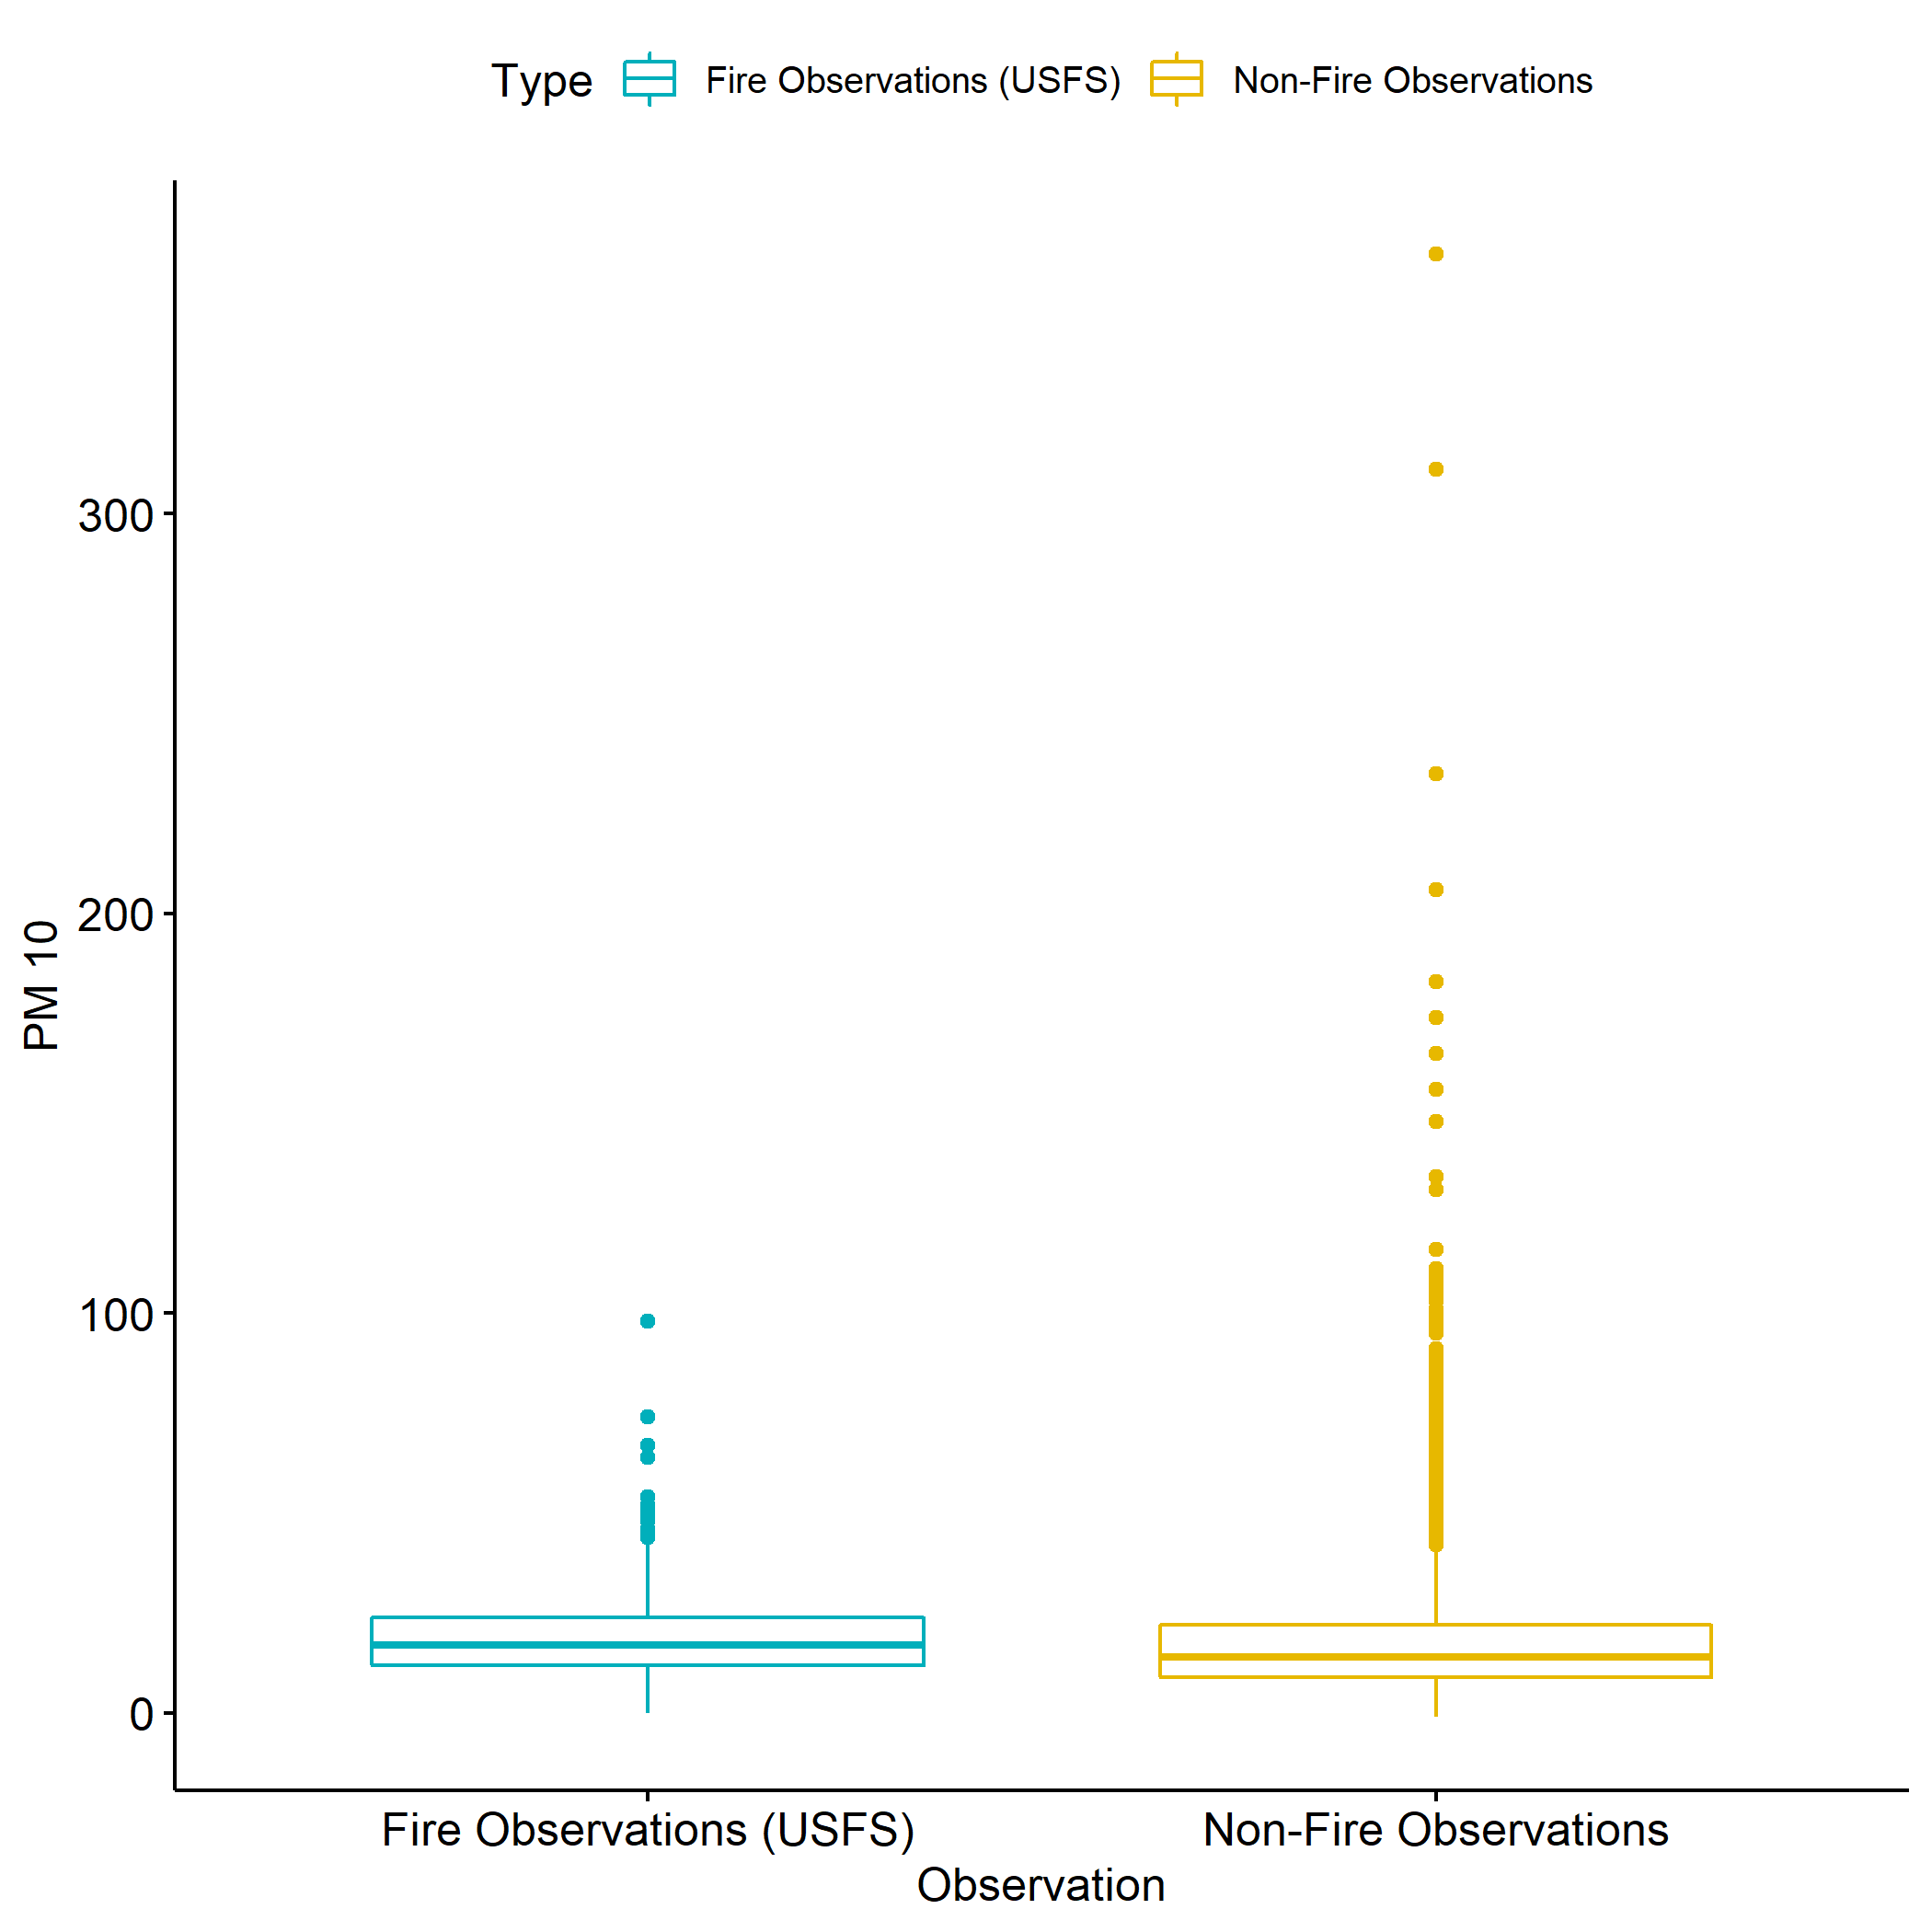 Type Fire Observations (USFS) Non-Fire Observations
300
200
100
0
PM 10
Fire Observations (USFS) Non-Fire Observations
Observation